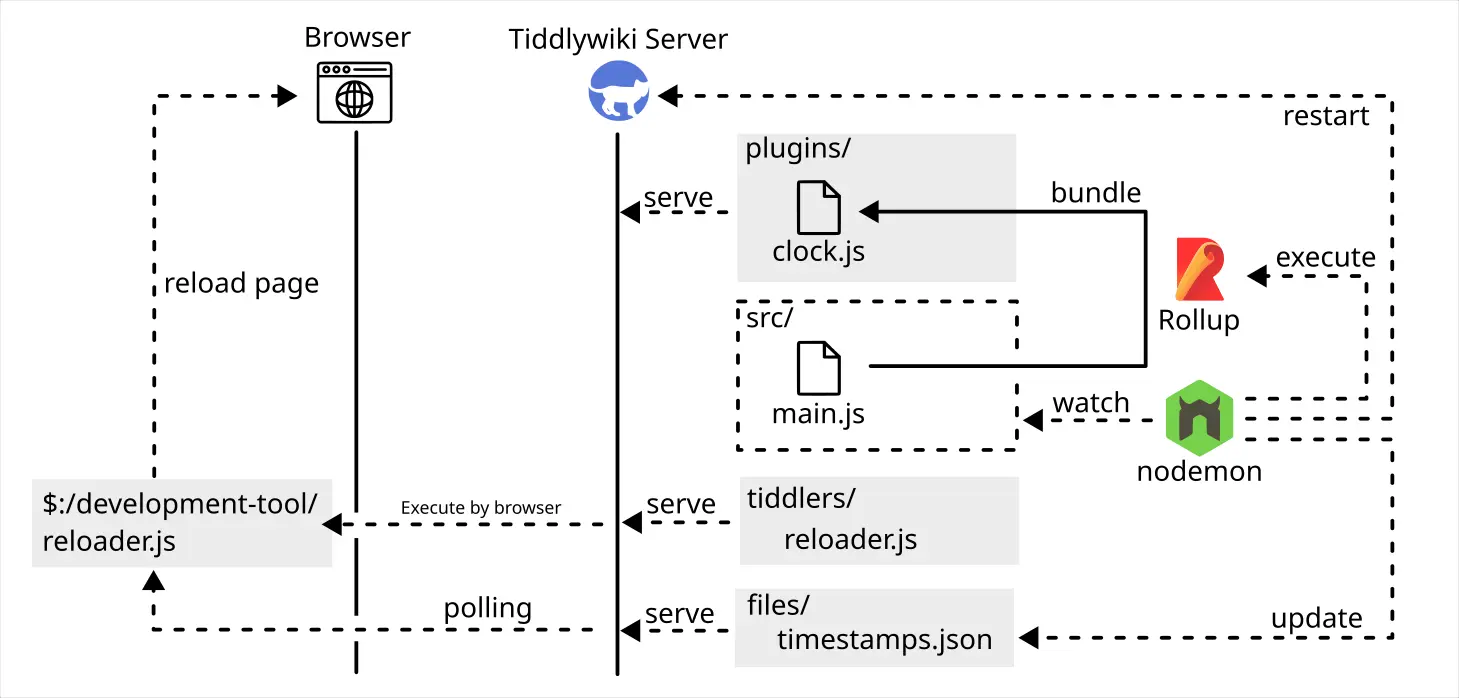 Browser
Tiddlywiki Server
restart
plugins/
serve
bundle
clock.js
execute
reload page
src/
Rollup
main.js
watch
nodemon
$:/development-tool/
reloader.js
Execute by browser
serve
tiddlers/
reloader.js
polling
serve
files/
timestamps.json
update